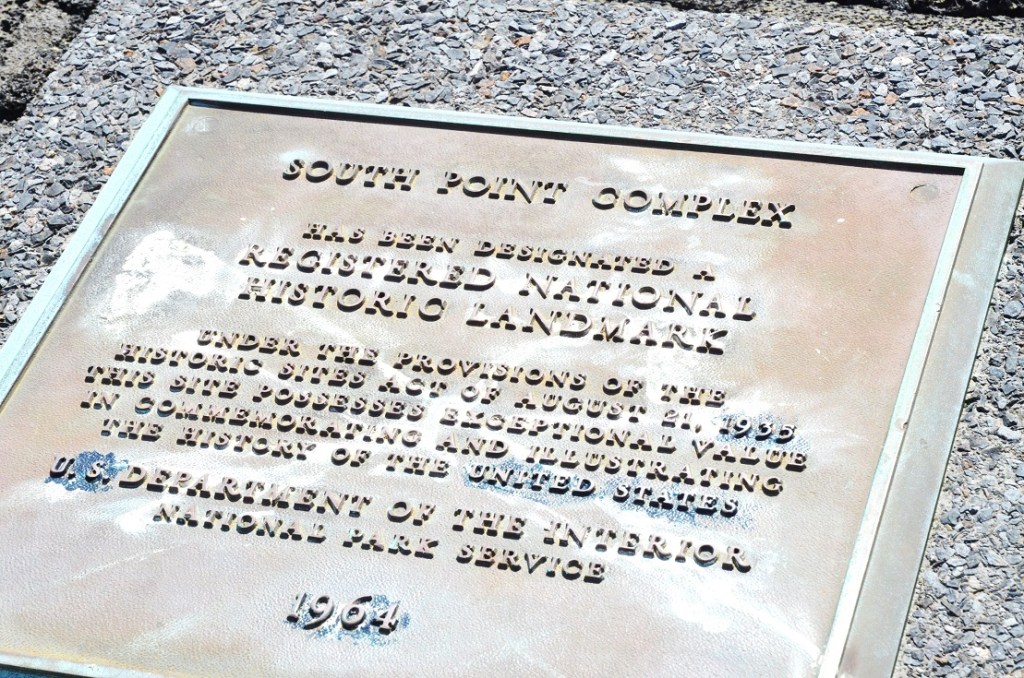 SOUTH POINT COMPLEX
HAS BEEN DESIGNATED A
REGISTERED NATIONAL
HISTORIC LANDMARK
UNDER THE PROVISIONS OF THE
HISTORIC SITES ACT OF AUGUST 21, 1935
THIS SITE POSSESSES EXCEPTIONAL VALUE
IN COMMEMORATING AND ILLUSTRATING
THE HISTORY OF THE UNITED STATES
U. S. DEPARTMENT OF THE INTERIOR
NATIONAL PARK SERVICE
1964